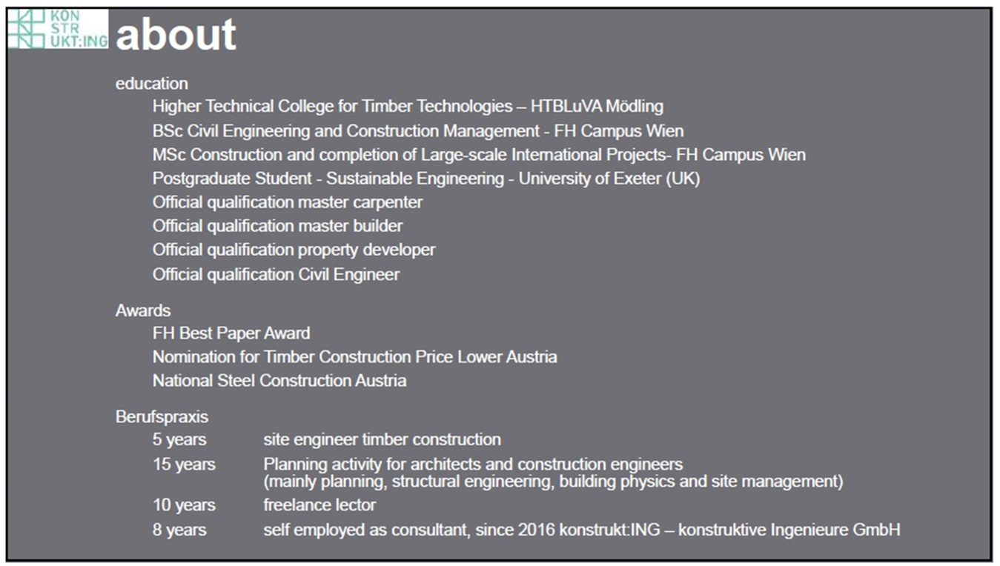 KON
STR
UKT:ING
about
education
Higher Technical College for Timber Technologies – HTBLuVA Mödling
BSc Civil Engineering and Construction Management - FH Campus Wien
MSc Construction and completion of Large-scale International Projects- FH Campus Wien
Postgraduate Student - Sustainable Engineering - University of Exeter (UK)
Official qualification master carpenter
Official qualification master builder
Official qualification property developer
Official qualification Civil Engineer
Awards
FH Best Paper Award
Nomination for Timber Construction Price Lower Austria
National Steel Construction Austria
Berufspraxis
5 years site engineer timber construction
15 years Planning activity for architects and construction engineers
(mainly planning, structural engineering, building physics and site management)
10 years freelance lector
8 years self employed as consultant, since 2016 konstrukt:ING – konstruktive Ingenieure GmbH